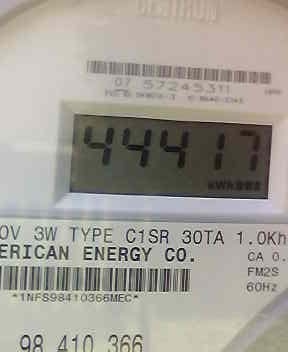 CENTRON
07 57245311
44417
0V 3W TYPE C1SR 30TA 1.0Kh
ERICAN ENERGY CO.
CA 0.
FM2S
60Hz
*1NFS98410366MEC*
98 410 366